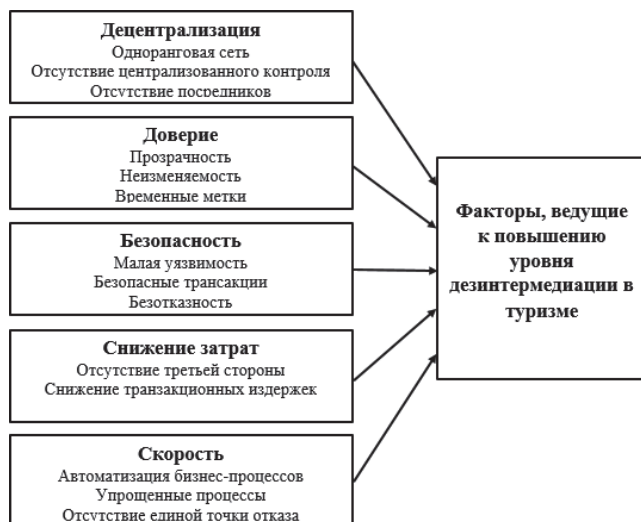 Децентрализация
Одноранговая сеть
Отсутствие централизованного контроля
Отсутствие посредников
Доверие
Прозрачность
Неизменяемость
Временные метки
Безопасность
Малая уязвимость
Безопасные трансакции
Безотказность
Снижение затрат
Отсутствие третьей стороны
Снижение транзакционных издержек
Скорость
Автоматизация бизнес-процессов
Упрощенные процессы
Отсутствие единой точки отказа
Факторы, ведущие
к повышению
уровня
дезинтермедиации в
туризме